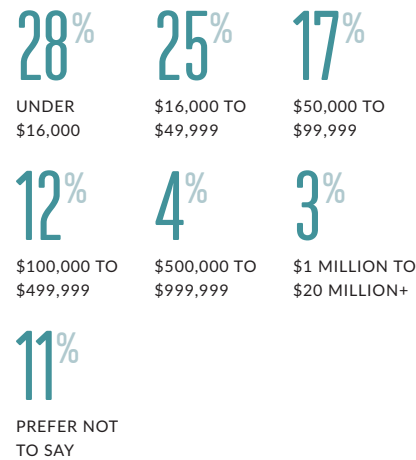 28% 25% 17%
UNDER $16,000 TO $50,000 TO
$16,000 $49,999 $99,999
12% 4% 3%
$100,000 TO $500,000 TO $1 MILLION TO
$499,999 $999,999 $20 MILLION+
11%
PREFER NOT
TO SAY